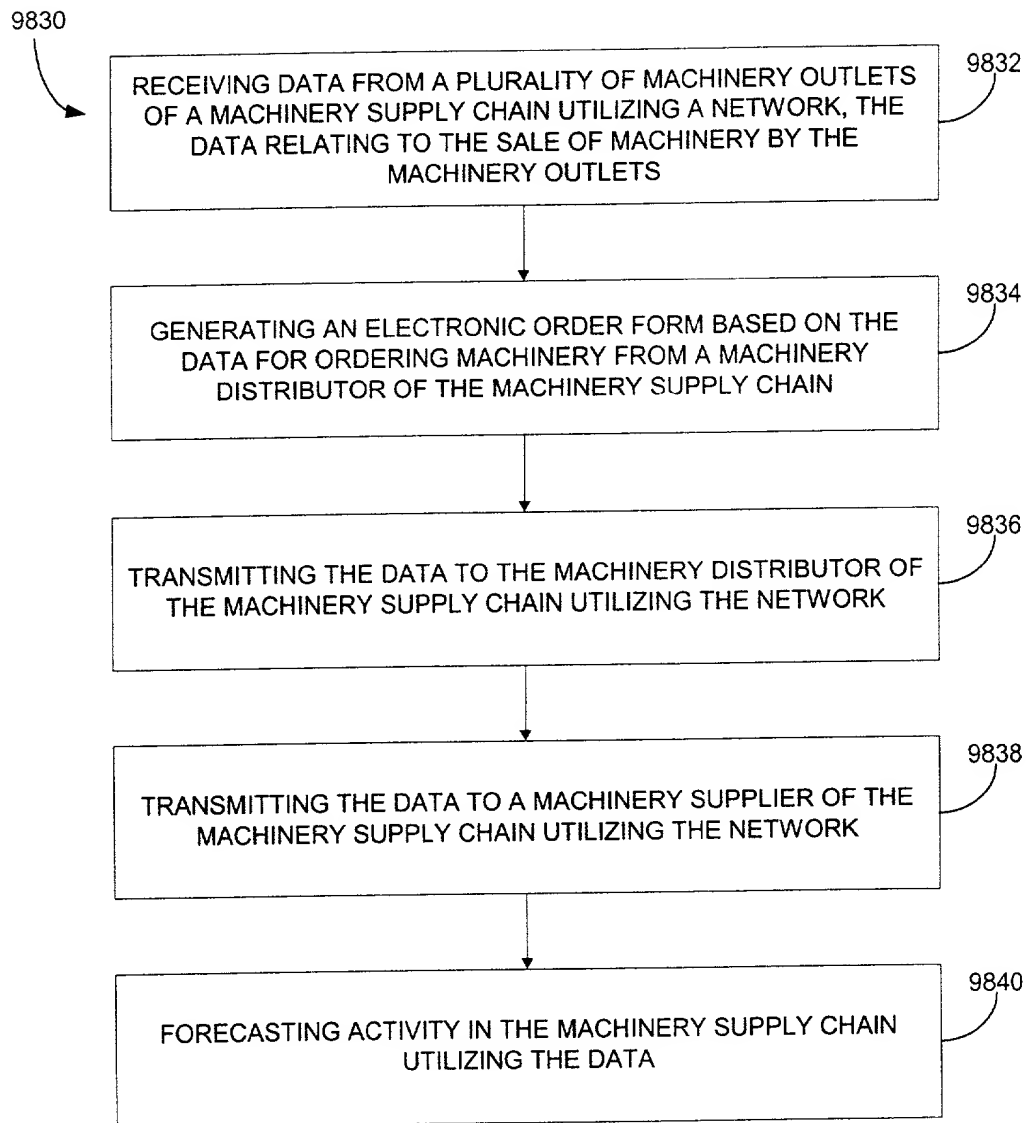 9830
RECEIVING DATA FROM A PLURALITY OF MACHINERY OUTLETS
OF A MACHINERY SUPPLY CHAIN UTILIZING A NETWORK, THE
DATA RELATING TO THE SALE OF MACHINERY BY THE
MACHINERY OUTLETS
9832
GENERATING AN ELECTRONIC ORDER FORM BASED ON THE
DATA FOR ORDERING MACHINERY FROM A MACHINERY
DISTRIBUTOR OF THE MACHINERY SUPPLY CHAIN
9834
TRANSMITTING THE DATA TO THE MACHINERY DISTRIBUTOR OF
THE MACHINERY SUPPLY CHAIN UTILIZING THE NETWORK
9836
TRANSMITTING THE DATA TO A MACHINERY SUPPLIER OF THE
MACHINERY SUPPLY CHAIN UTILIZING THE NETWORK
9838
FORECASTING ACTIVITY IN THE MACHINERY SUPPLY CHAIN
UTILIZING THE DATA
9840